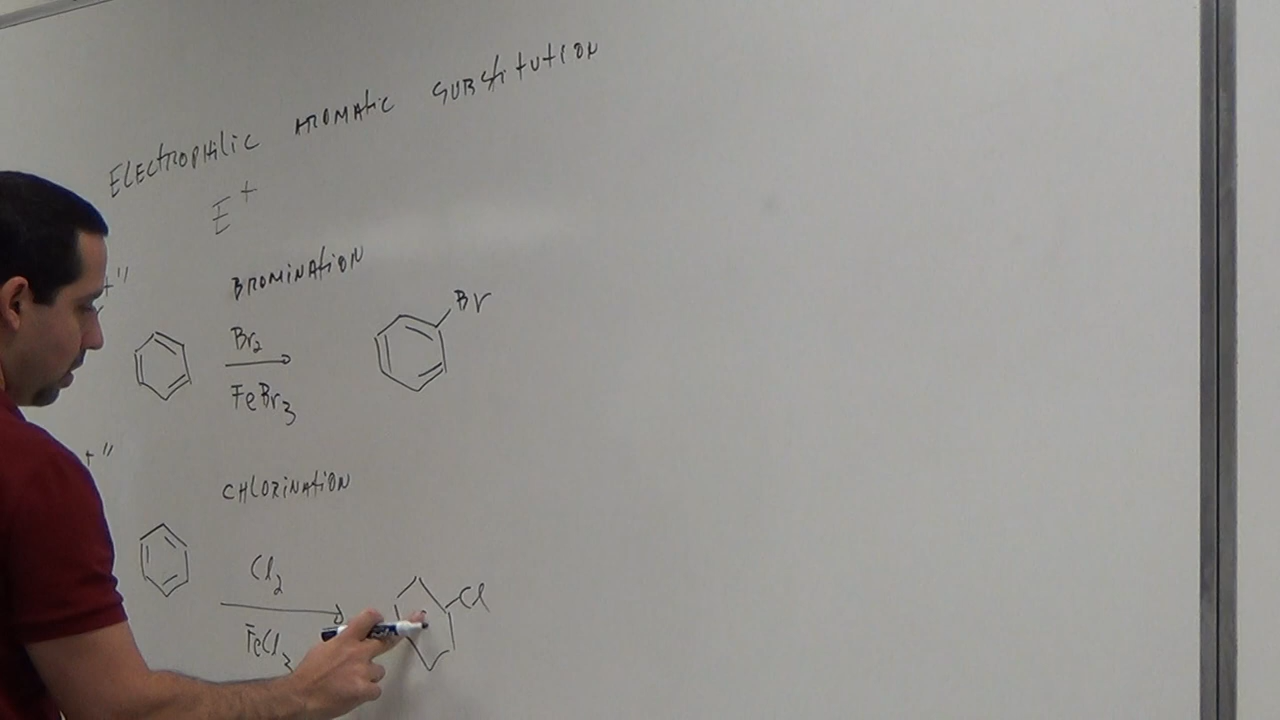 ELECTROPHILIC AROMATIC SUBSTITUTION
E+
+"
BROMINATION
Br2
FeBr3
Br
+"
CHLORINATION
Cl2
FeCl3
Cl